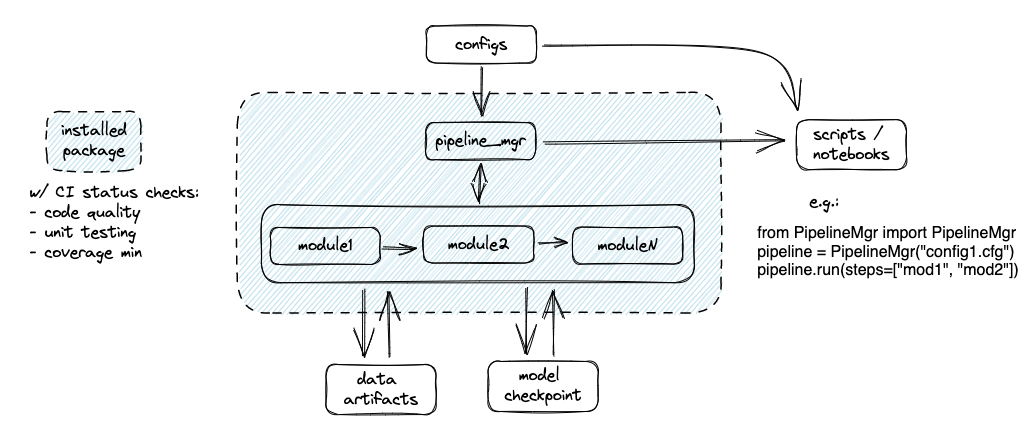 configs
installed
package
w/ CI status checks:
- code quality
- unit testing
- coverage min
pipeline_mgr
module1
module2
moduleN
data
artifacts
model
checkpoint
scripts /
notebooks
e.g.:
from PipelineMgr import PipelineMgr
pipeline = PipelineMgr("config1.cfg")
pipeline.run(steps=["mod1", "mod2"])